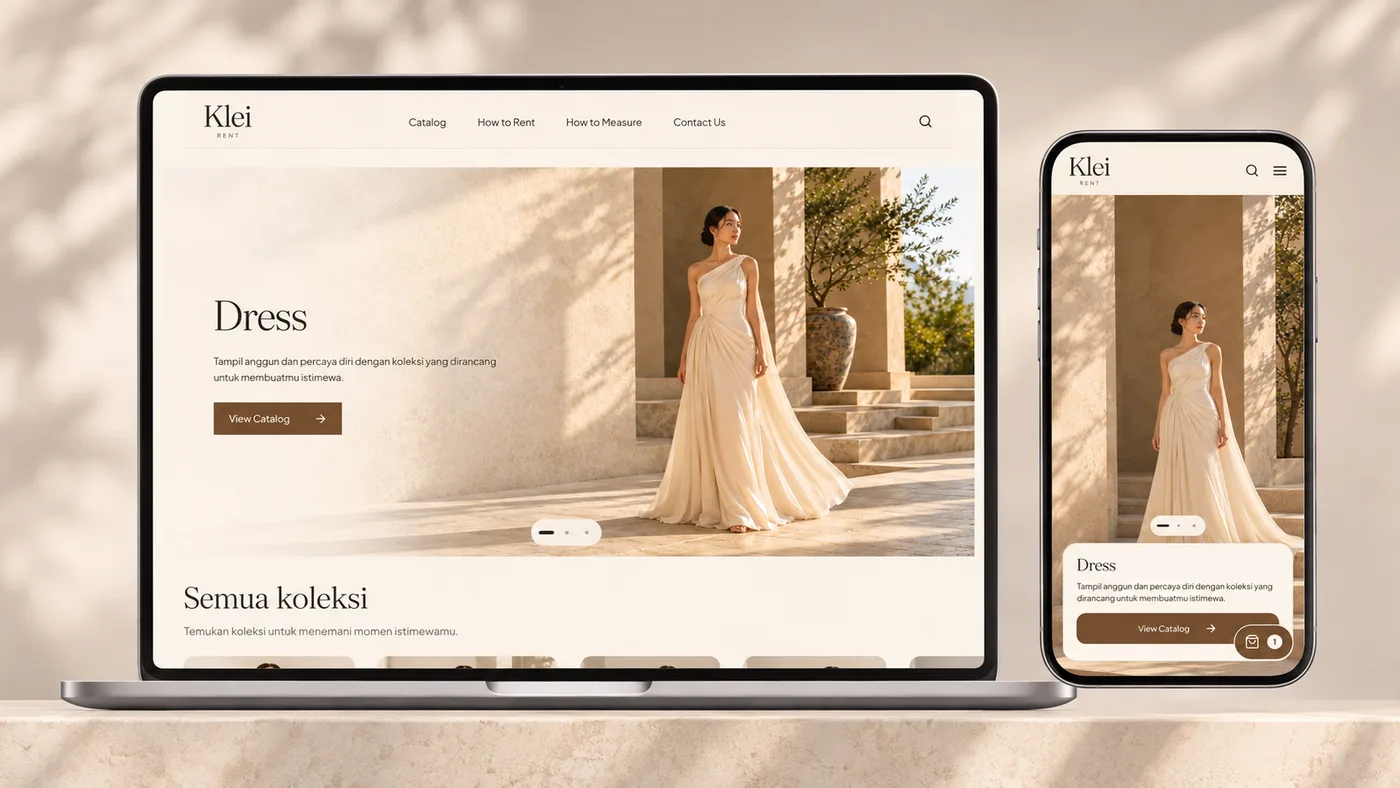 Klei
RENT
Catalog
How to Rent
How to Measure
Contact Us
Dress
Tampil anggun dan percaya diri dengan koleksi yang dirancang
untuk membuatmu istimewa.
View Catalog
Semua koleksi
Temukan koleksi untuk menemani momen istimewamu.
Klei
RENT
Dress
Tampil anggun dan percaya diri dengan koleksi yang
dirancang untuk membuatmu istimewa.
View Catalog
1